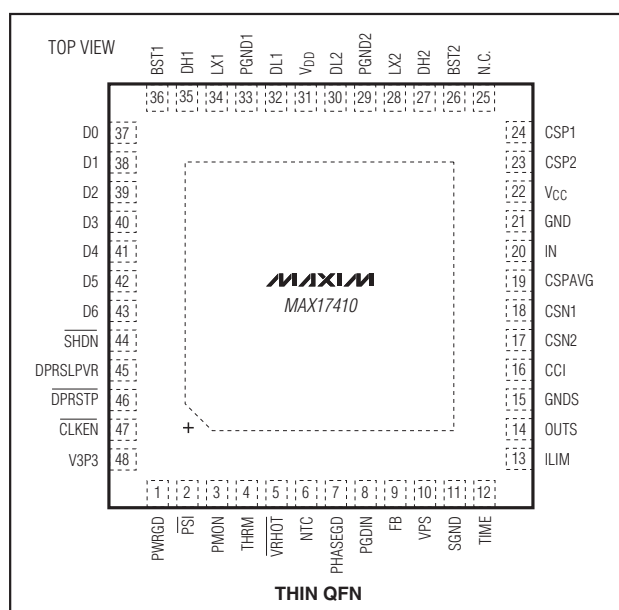 TOP VIEW
BST1
DH1
LX1
PGND1
DL1
VDD
DL2
PGND2
LX2
DH2
BST2
N.C.
36 35 34 33 32 31 30 29 28 27 26 25
D0 37
D1 38
D2 39
D3 40
D4 41
D5 42
D6 43
SHDN 44
DPRSLPVR 45
DPRSTP 46
CLKEN 47
V3P3 48
MAXIM
MAX17410
+
24 CSP1
23 CSP2
22 VCC
21 GND
20 IN
19 CSPAVG
18 CSN1
17 CSN2
16 CCI
15 GNDS
14 OUTS
13 ILIM
1 2 3 4 5 6 7 8 9 10 11 12
PWRGD
PSI
PMON
THRM
VRHOT
NTC
PHASEGD
PGDIN
FB
VPS
SGND
TIME
THIN QFN